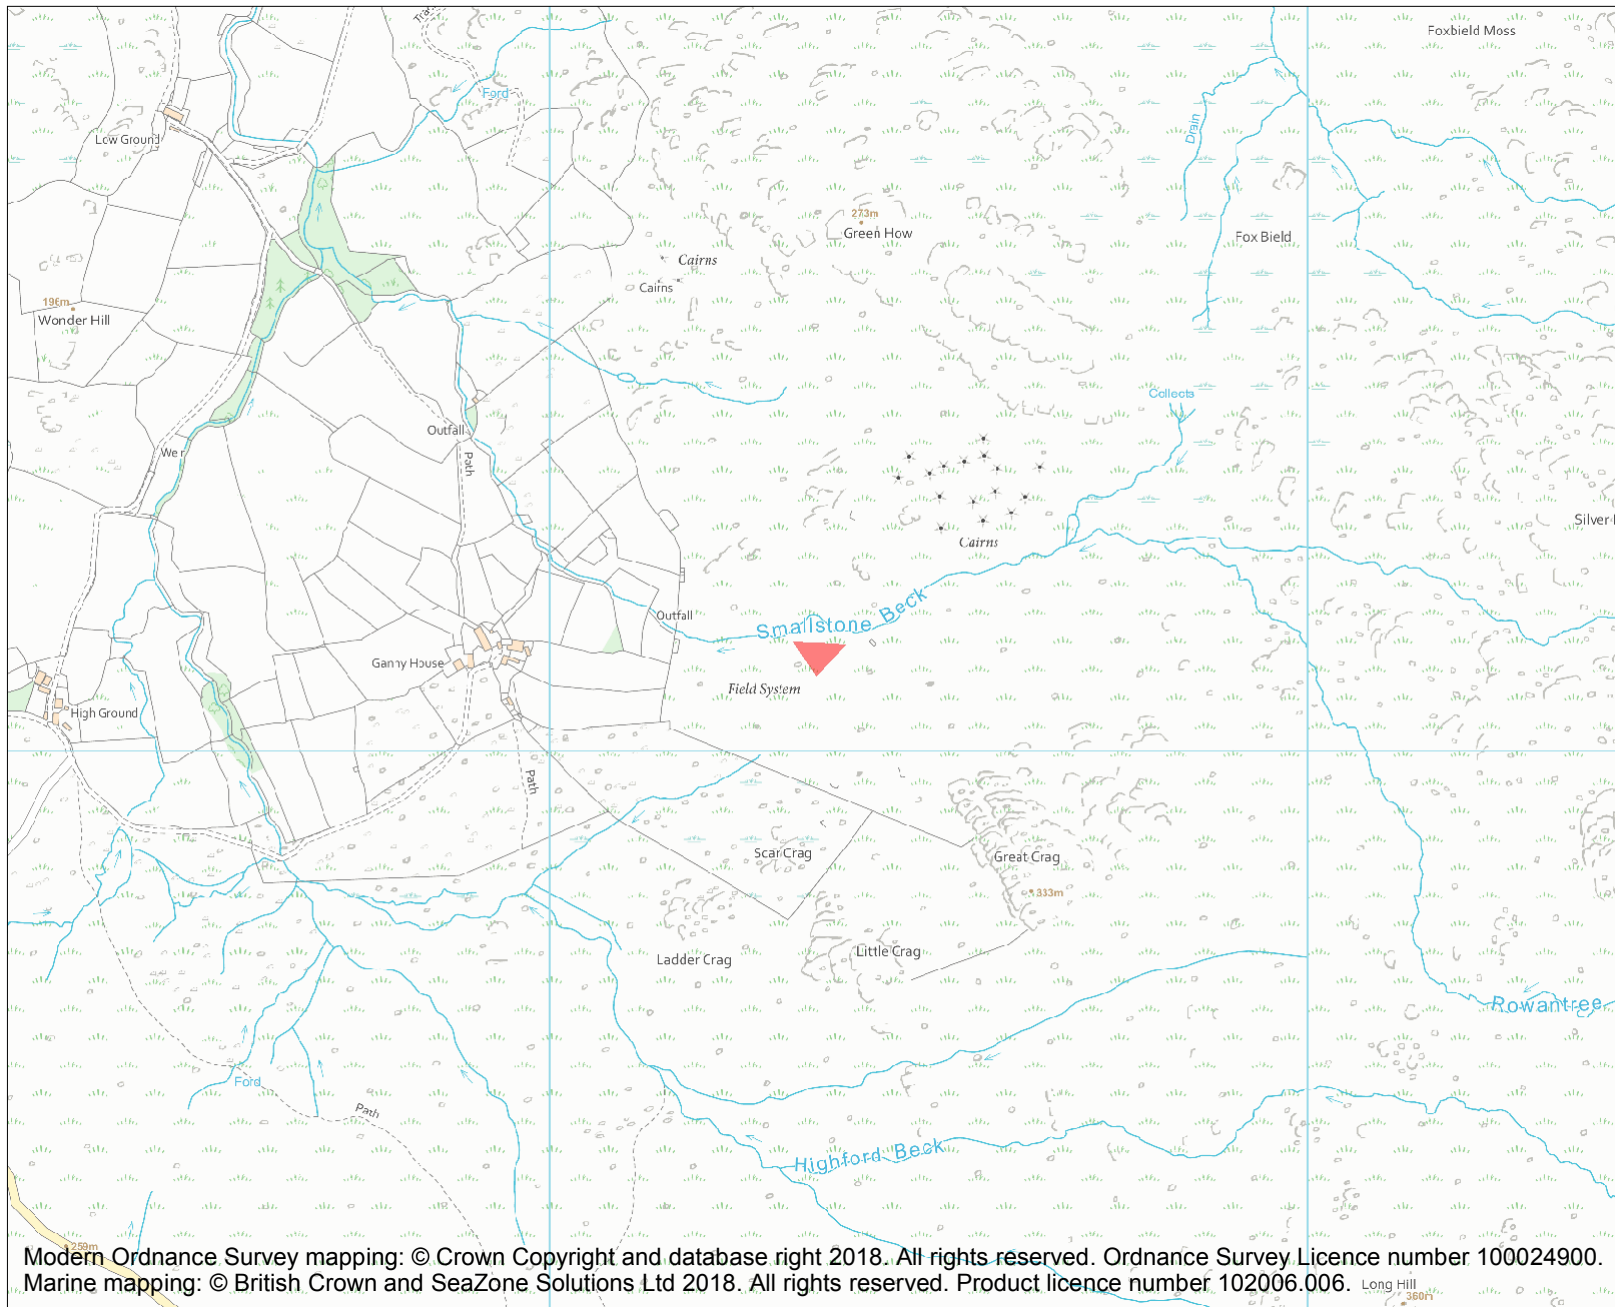 Foxbield Moss
Ford
Low Ground
Drain
273m
Green How
Fox Bield
Cairns
Cairns
196m
Wonder Hill
Collects
Outfall
Path
Silver
Cairns
Smallstone Beck
Outfall
Ganny House
Field System
High Ground
Path
Scar Crag
Great Crag
333m
Little Crag
Ladder Crag
Rowantree
Ford
Path
Highford Beck
259m
Modern Ordnance Survey mapping: © Crown Copyright and database right 2018. All rights reserved. Ordnance Survey Licence number 100024900.
Marine mapping: © British Crown and SeaZone Solutions Ltd 2018. All rights reserved. Product licence number 102006.006.
Long Hill
360m